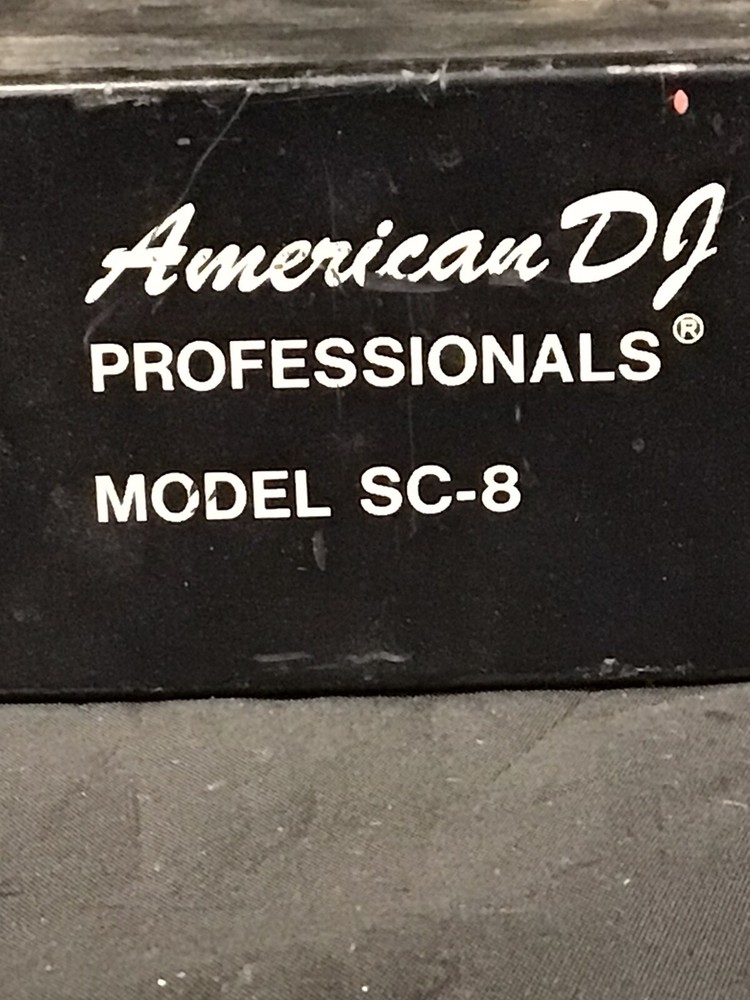 American DJ
PROFESSIONALS®
MODEL SC-8